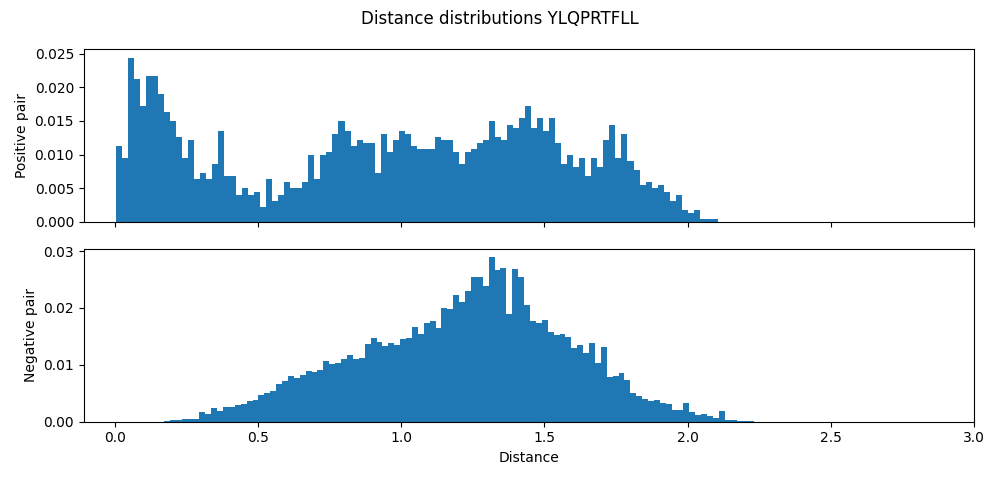 Distance distributions YLQPRTFLL
0.025
0.020
0.015
0.010
0.005
0.000
Positive pair
0.03
0.02
0.01
0.00
Negative pair
0.0 0.5 1.0 1.5 2.0 2.5 3.0
Distance